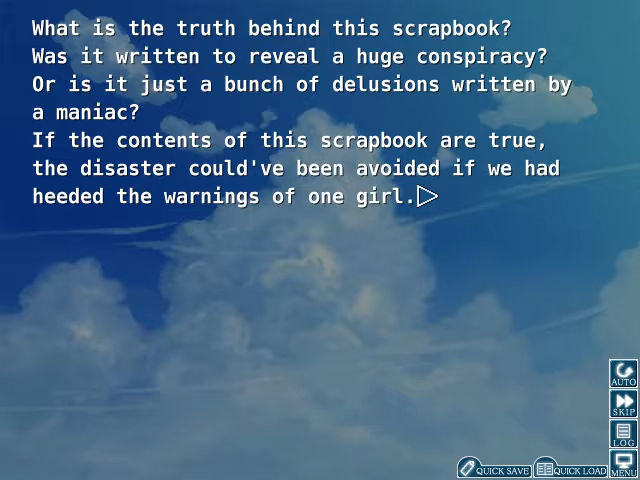 What is the truth behind this scrapbook?
Was it written to reveal a huge conspiracy?
Or is it just a bunch of delusions written by
a maniac?
If the contents of this scrapbook are true,
the disaster could've been avoided if we had
heeded the warnings of one girl.
AUTO
SKIP
LOG
QUICK SAVE
QUICK LOAD
MENU